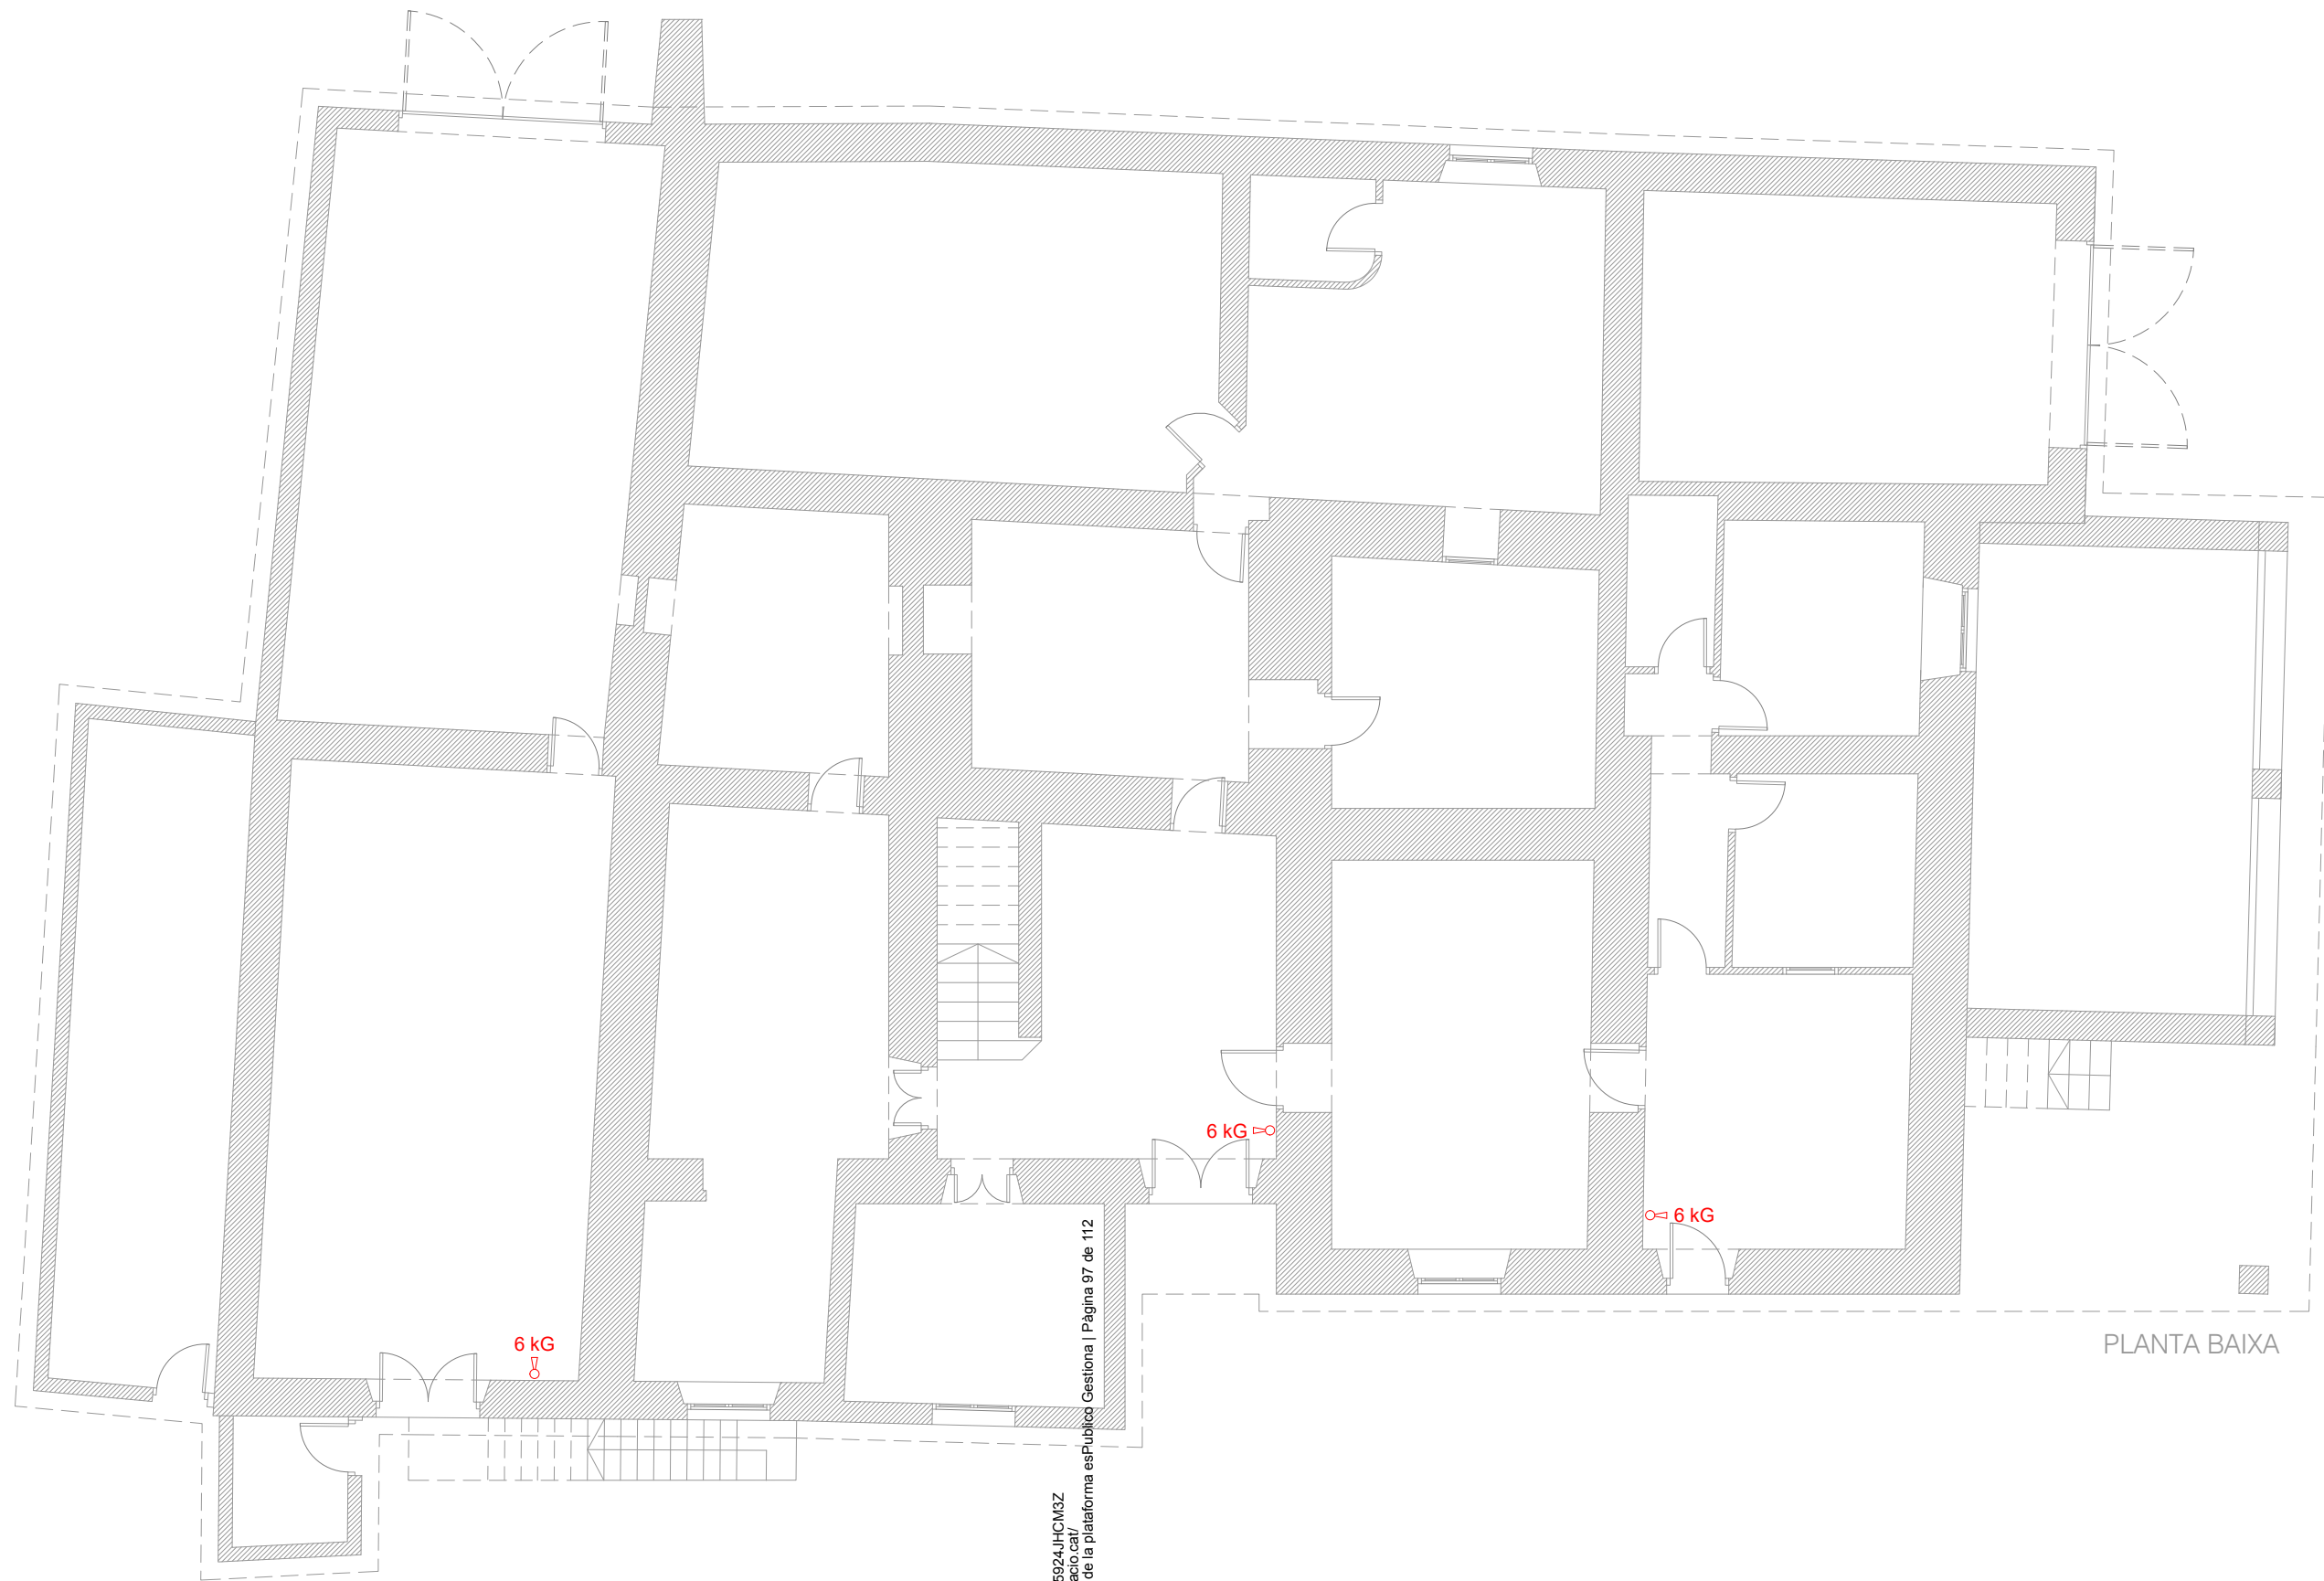 6 kG
6 kG
6 kG
PLANTA BAIXA
5924JHCM3Z
acio.cat/
de la plataforma esPublico Gestiona | Pàgina 97 de 112